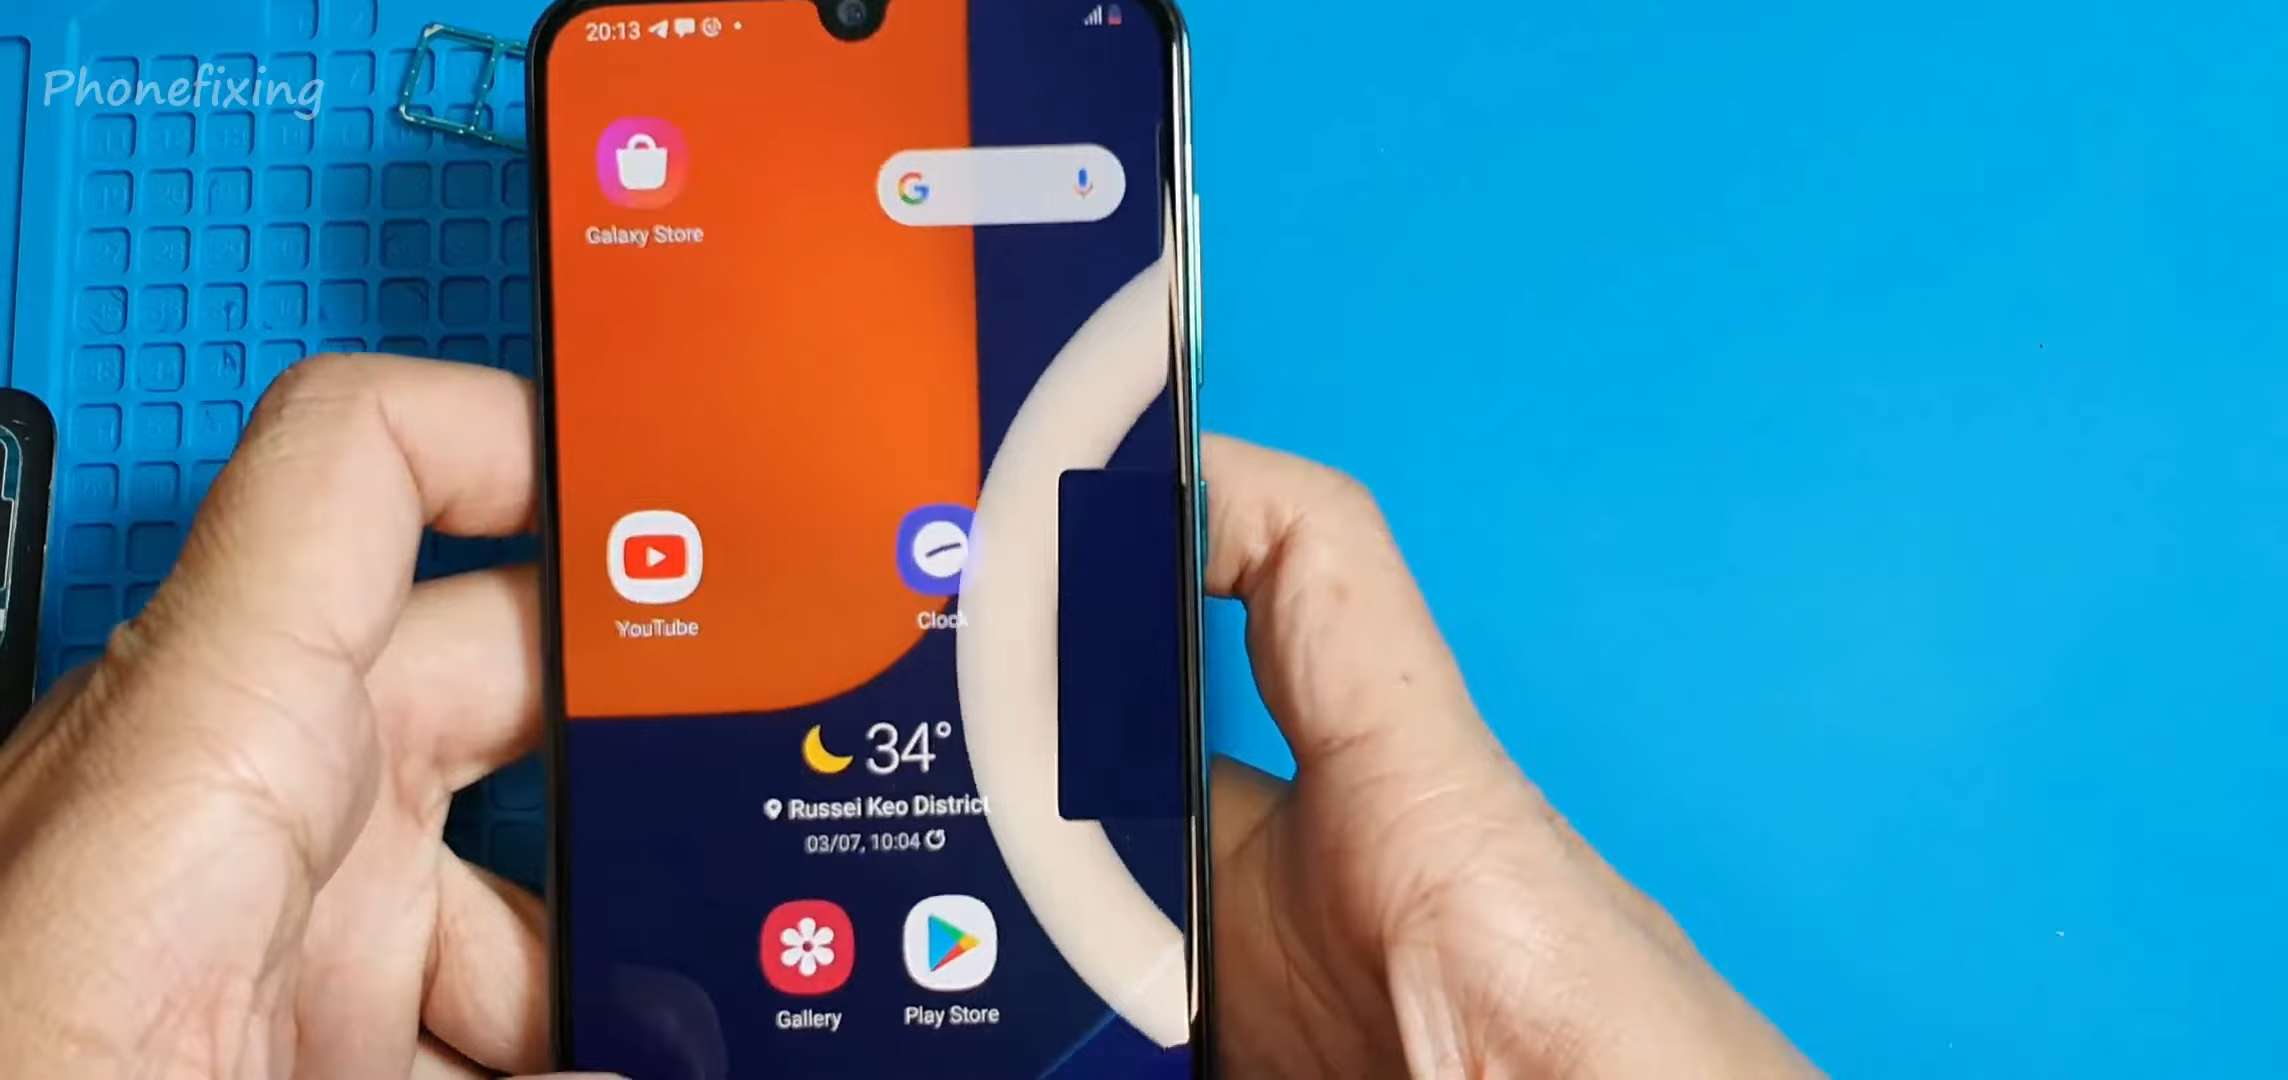 Phonefixing
20:13
Galaxy Store
YouTube
Clock
34°
Russei Keo District
03/07, 10:04
Gallery
Play Store